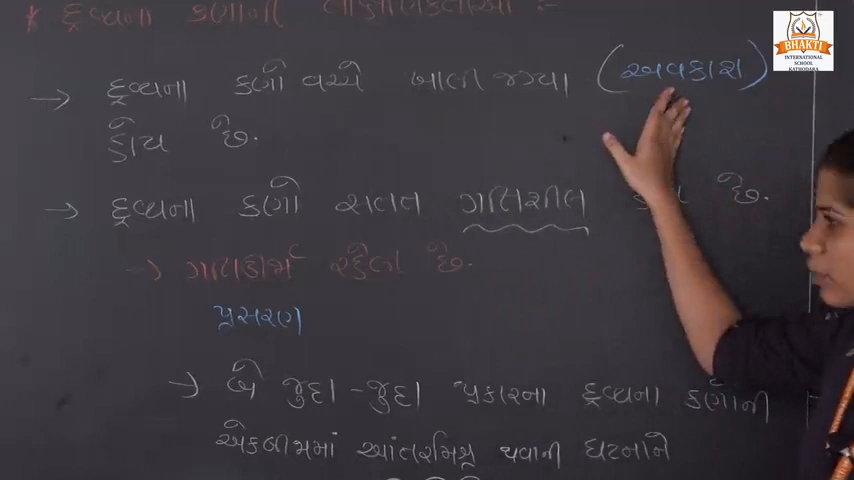 * દ્રવ્યના કણોની લાક્ષણિકતાઓ :-
→ દ્રવ્યના કણો વચ્ચે ખાલી જગ્યા (અવકાશ)
હોય છે.
→ દ્રવ્યના કણો સતત ગતિશીલ છે.
→ ગતિઊર્જા રહેલી છે.
પ્રસરણ
→ બે જુદા-જુદા પ્રકારના દ્રવ્યના કણોની
એકબીજામાં આંતરમિશ્ર થવાની ઘટનાને
BHAKTI
INTERNATIONAL
SCHOOL
KATHODARA